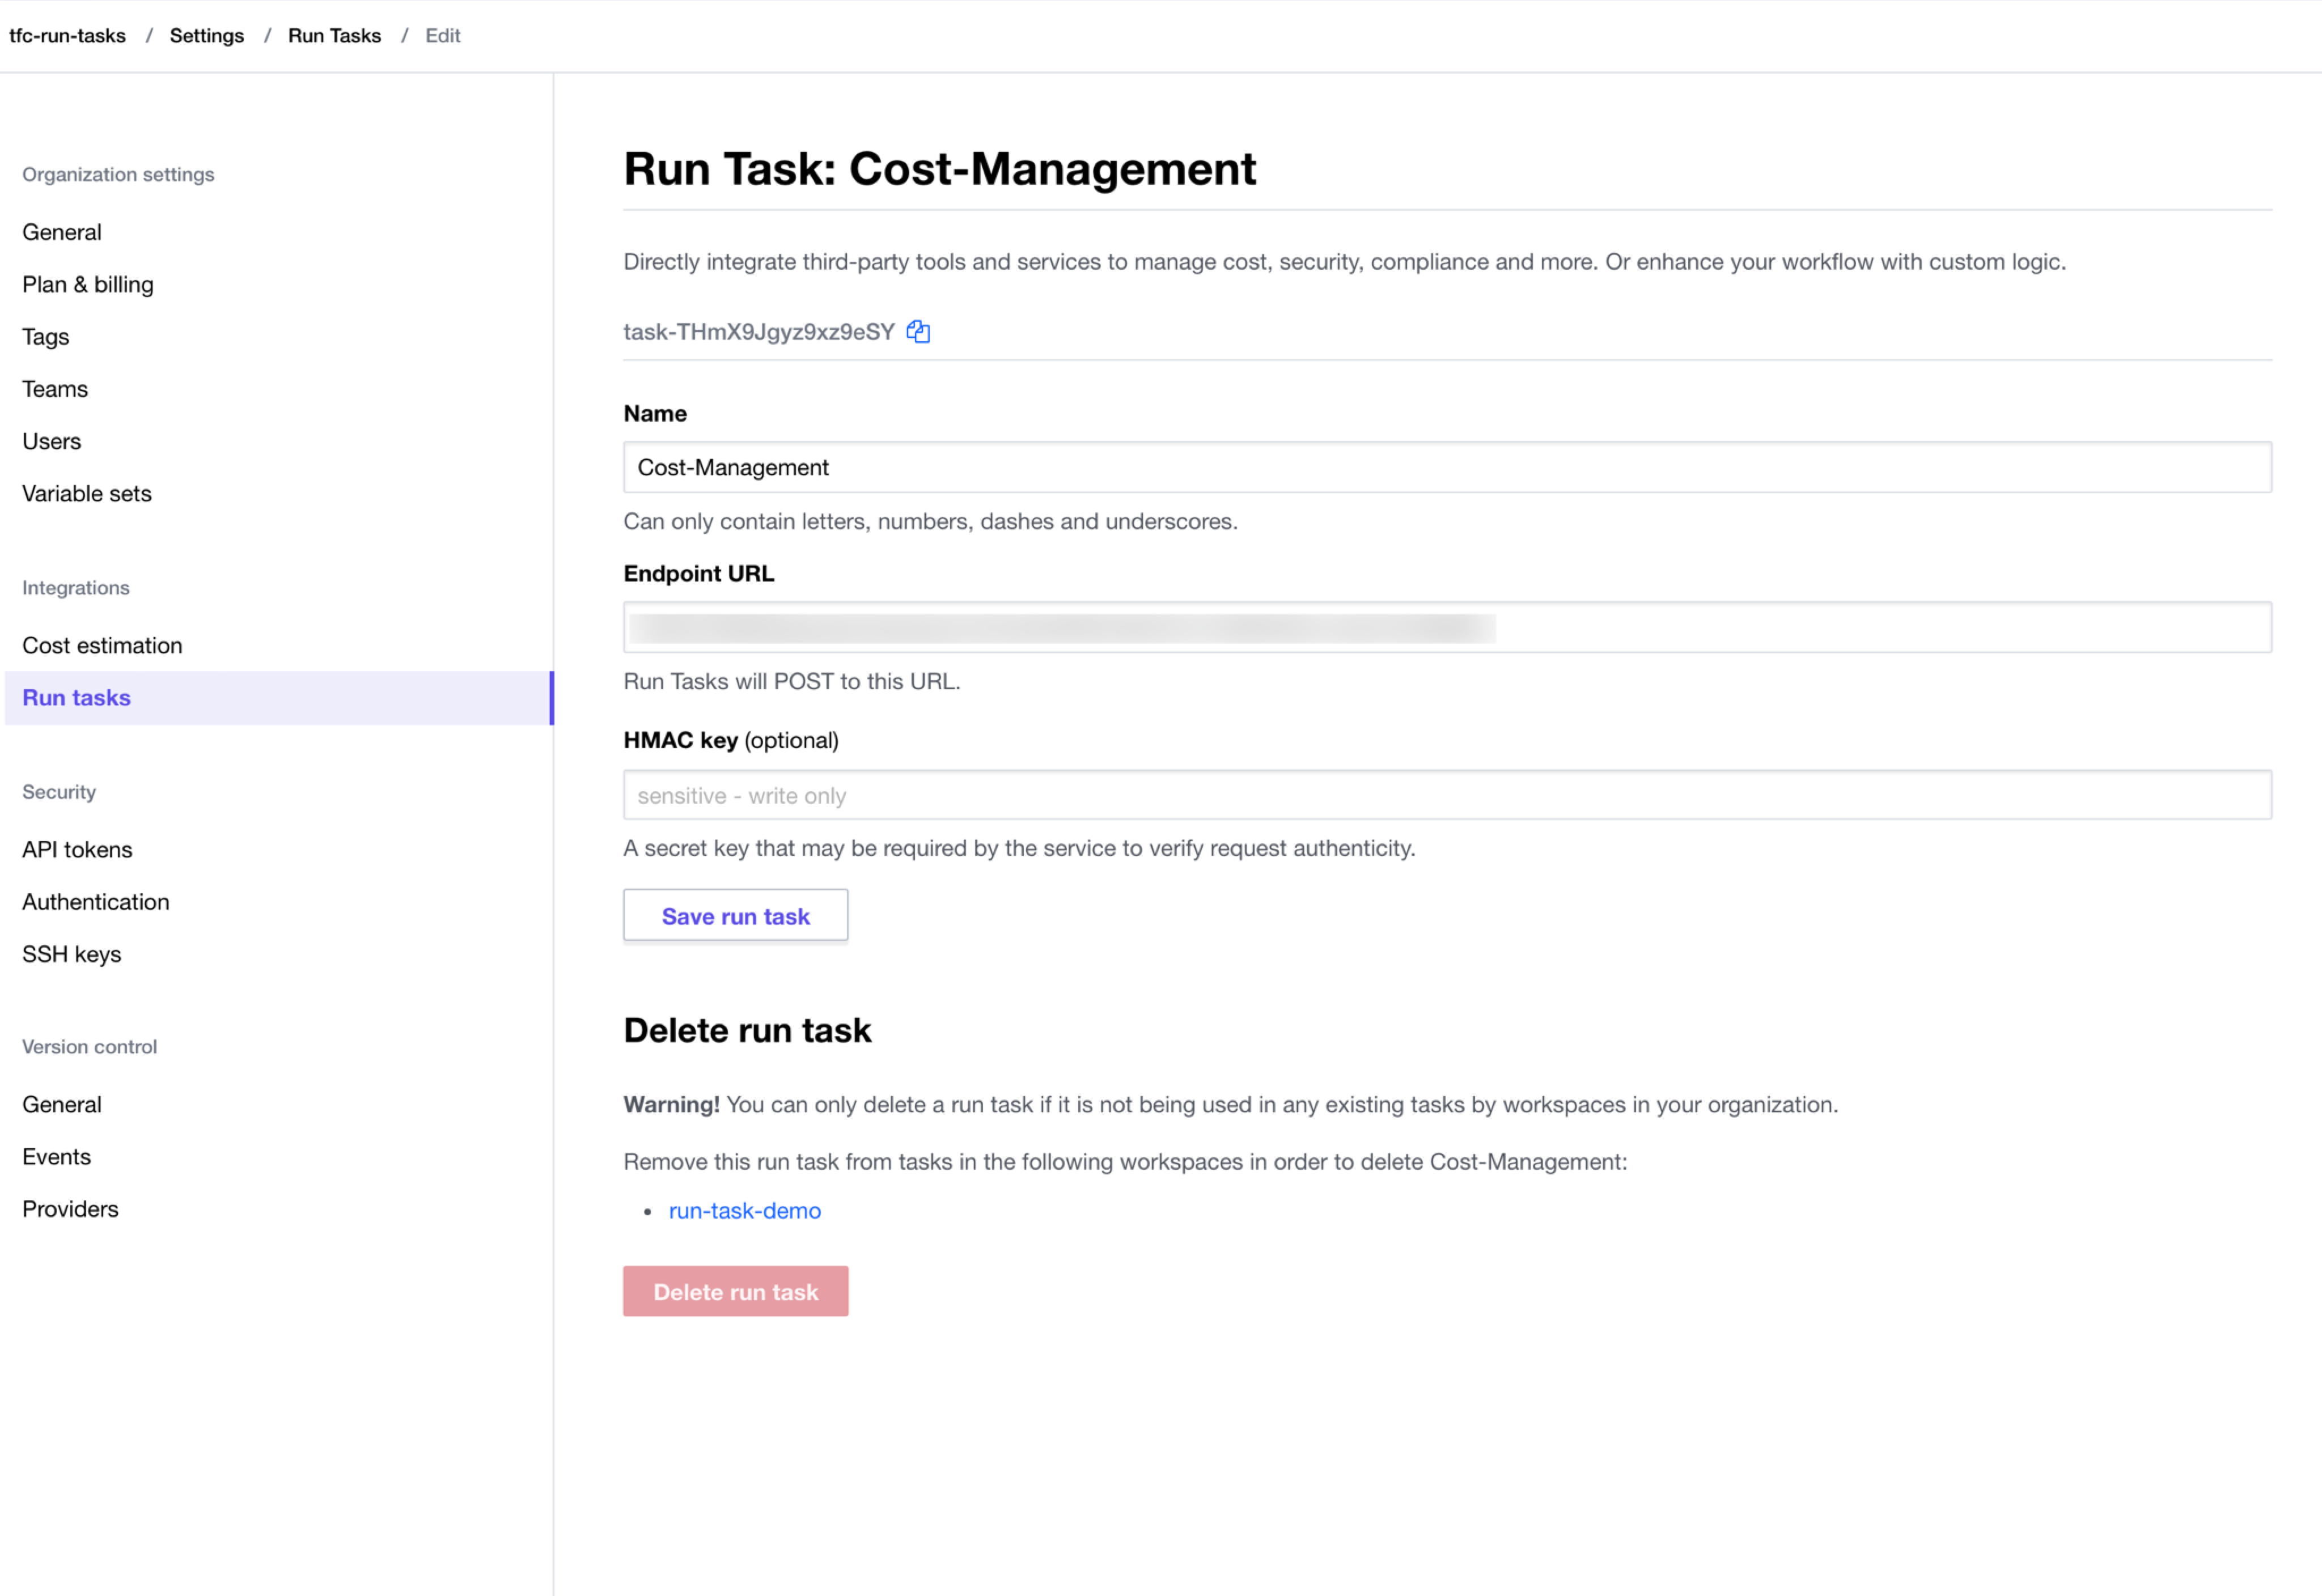 tfc-run-tasks / Settings / Run Tasks / Edit
Organization settings
General
Plan & billing
Tags
Teams
Users
Variable sets
Integrations
Cost estimation
Run tasks
Security
API tokens
Authentication
SSH keys
Version control
General
Events
Providers
Run Task: Cost-Management
Directly integrate third-party tools and services to manage cost, security, compliance and more. Or enhance your workflow with custom logic.
task-THmX9Jgyz9xz9eSY
Name
Cost-Management
Can only contain letters, numbers, dashes and underscores.
Endpoint URL
Run Tasks will POST to this URL.
HMAC key (optional)
sensitive - write only
A secret key that may be required by the service to verify request authenticity.
Save run task
Delete run task
Warning! You can only delete a run task if it is not being used in any existing tasks by workspaces in your organization.
Remove this run task from tasks in the following workspaces in order to delete Cost-Management:
• run-task-demo
Delete run task